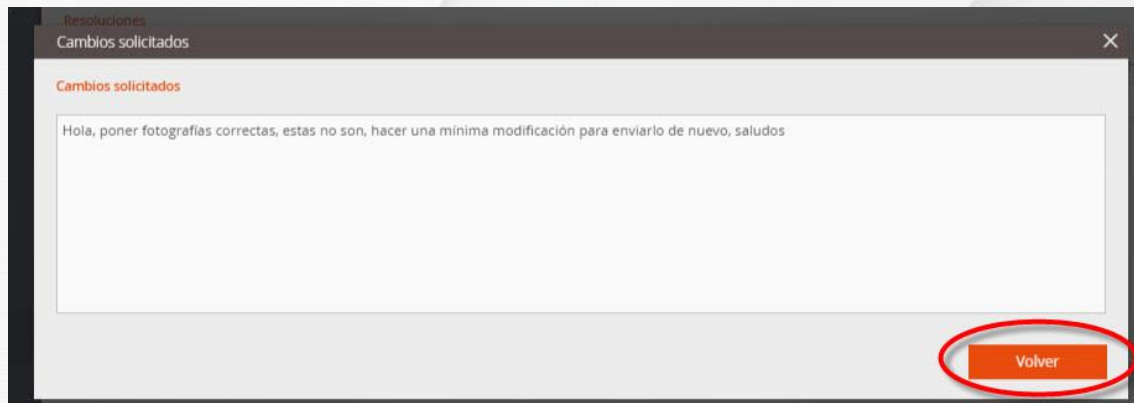 Resoluciones
Cambios solicitados
Cambios solicitados
Hola, poner fotografías correctas, estas no son, hacer una mínima modificación para enviarlo de nuevo, saludos
Volver